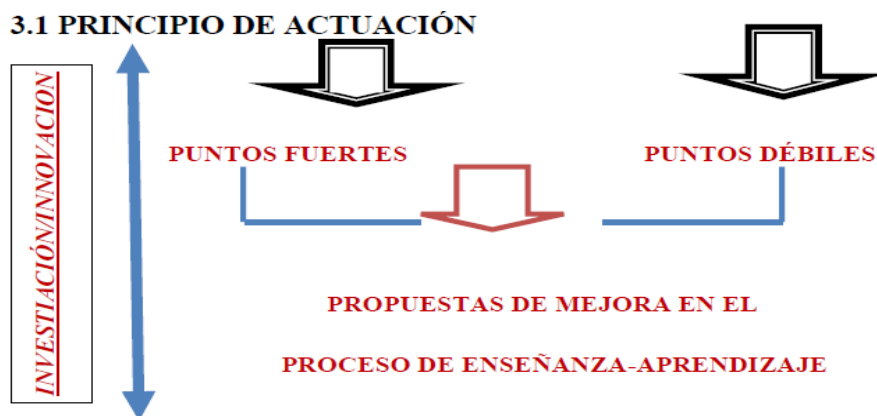 3.1 PRINCIPIO DE ACTUACIÓN
INVESTIACIÓN/INNOVACION
PUNTOS FUERTES
PUNTOS DÉBILES
PROPUESTAS DE MEJORA EN EL
PROCESO DE ENSEÑANZA-APRENDIZAJE